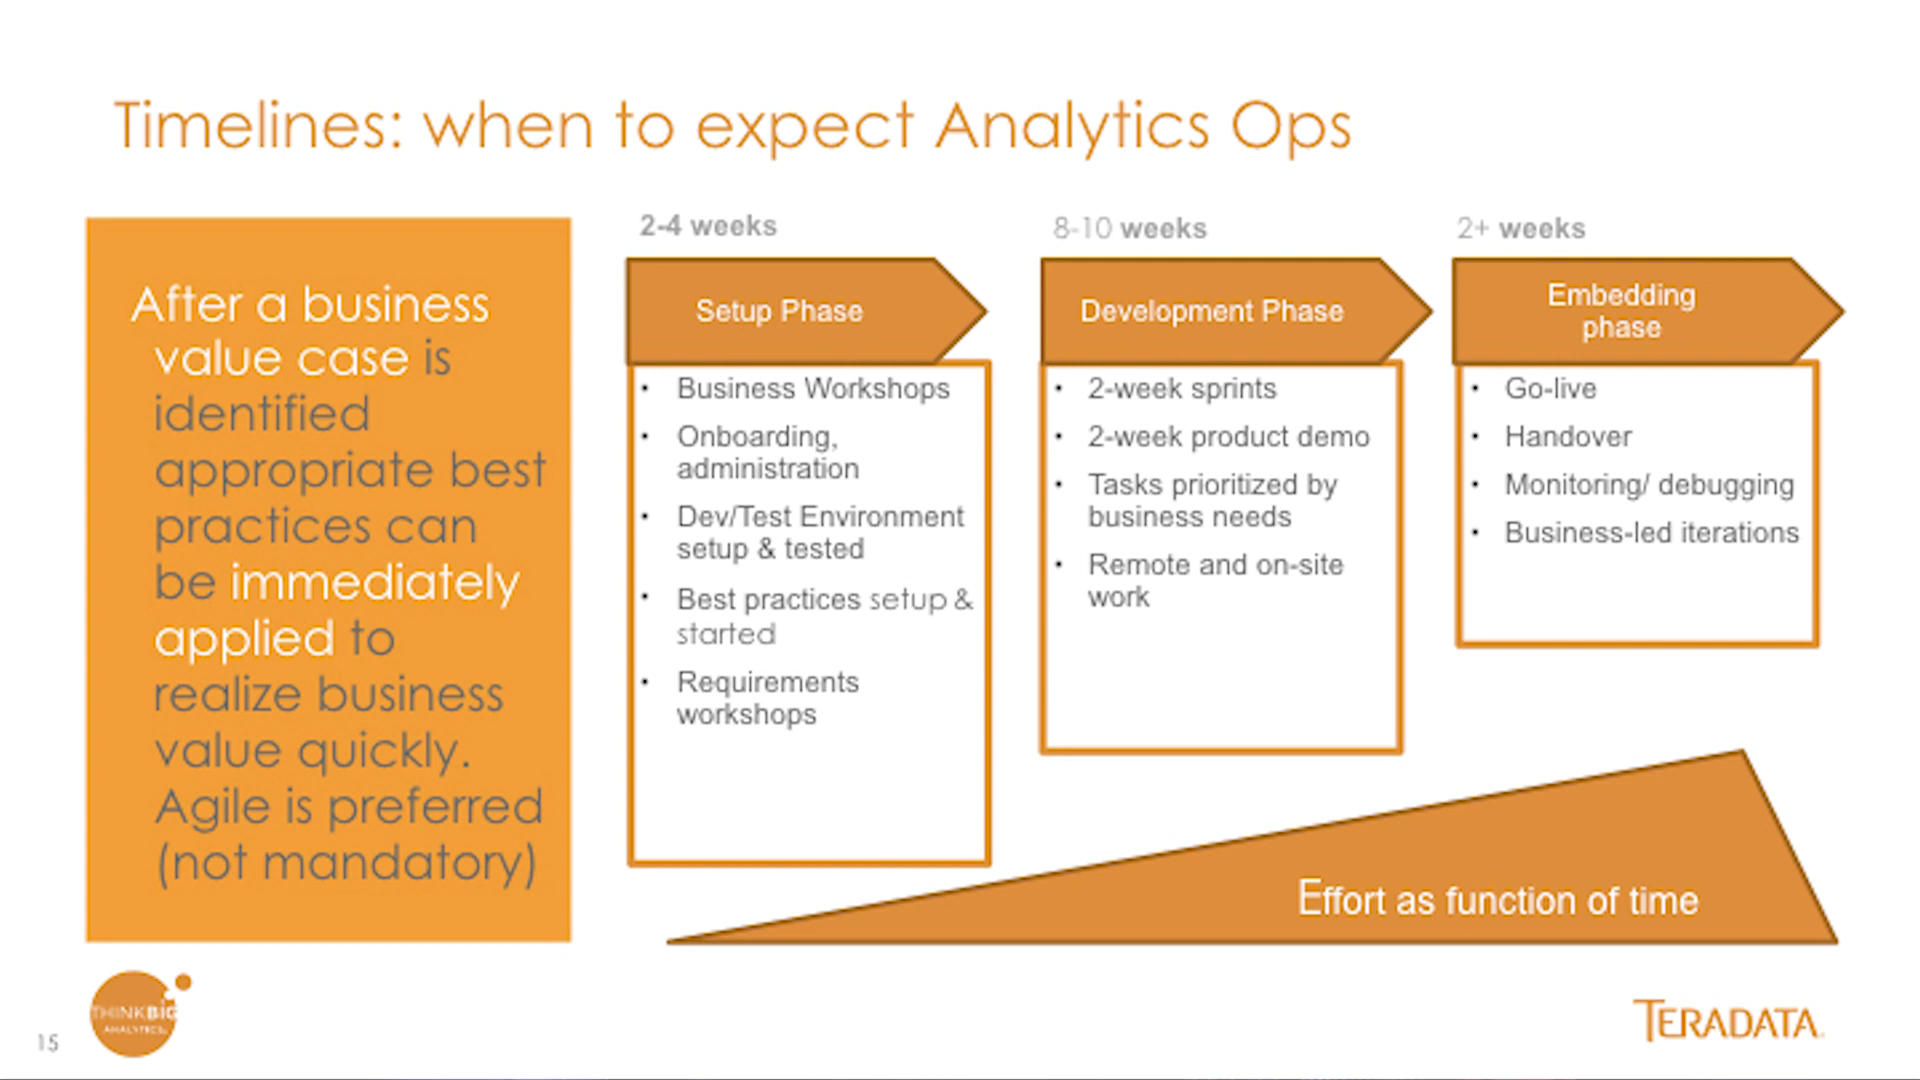 Timelines: when to expect Analytics Ops
After a business
value case is
identified
appropriate best
practices can
be immediately
applied to
realize business
value quickly.
Agile is preferred
(not mandatory)
2-4 weeks
Setup Phase
• Business Workshops
• Onboarding,
administration
• Dev/Test Environment
setup & tested
• Best practices setup &
started
• Requirements
workshops
8-10 weeks
Development Phase
• 2-week sprints
• 2-week product demo
• Tasks prioritized by
business needs
• Remote and on-site
work
2+ weeks
Embedding
phase
• Go-live
• Handover
• Monitoring/ debugging
• Business-led iterations
Effort as function of time
15
THINKBIG
ANALYTICS
TERADATA